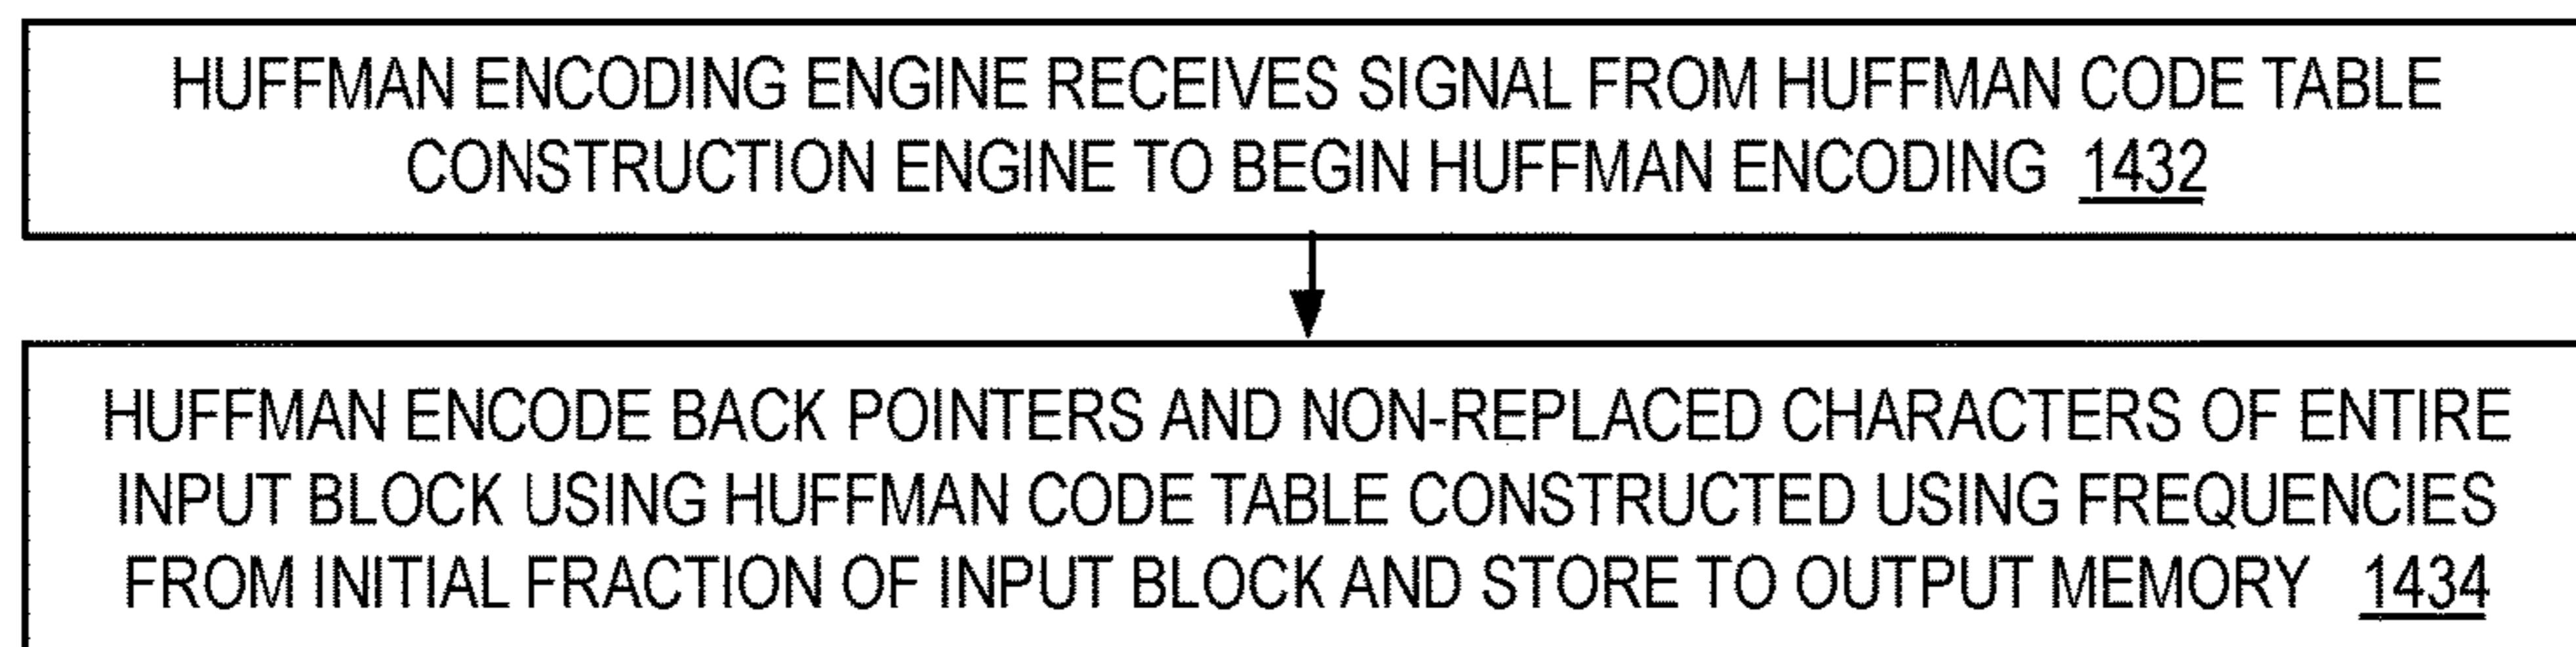 HUFFMAN ENCODING ENGINE RECEIVES SIGNAL FROM HUFFMAN CODE TABLE
CONSTRUCTION ENGINE TO BEGIN HUFFMAN ENCODING 1432
HUFFMAN ENCODE BACK POINTERS AND NON-REPLACED CHARACTERS OF ENTIRE
INPUT BLOCK USING HUFFMAN CODE TABLE CONSTRUCTED USING FREQUENCIES
FROM INITIAL FRACTION OF INPUT BLOCK AND STORE TO OUTPUT MEMORY 1434